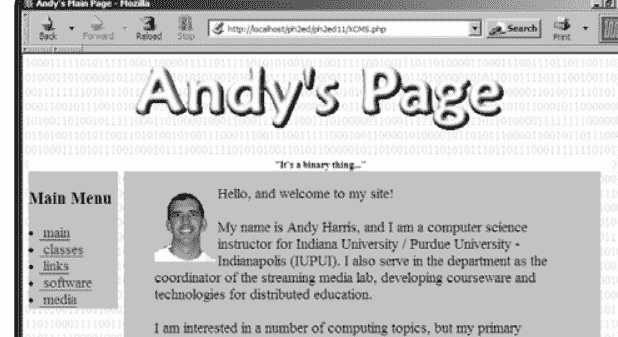 Andy's Main Page - Mozilla
Back Forward Reload Stop http://localhost/ph2ed/ph2ed11/XCMS.php Search Print
Andy's Page
"It's a binary thing..."
Main Menu
main
classes
links
software
media
Hello, and welcome to my site!
My name is Andy Harris, and I am a computer science
instructor for Indiana University / Purdue University -
Indianapolis (IUPUI). I also serve in the department as the
coordinator of the streaming media lab, developing courseware and
technologies for distributed education.
I am interested in a number of computing topics, but my primary